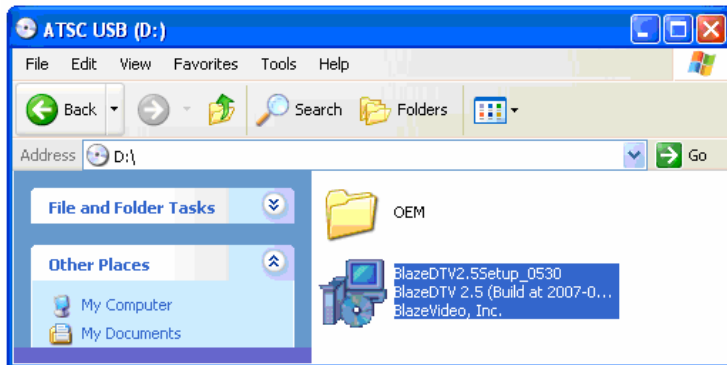 ATSC USB (D:)
File Edit View Favorites Tools Help
Back Search Folders
Address D:\ Go
File and Folder Tasks
Other Places
My Computer
My Documents
OEM
BlazeDTV2.5Setup_0530
BlazeDTV 2.5 (Build at 2007-0...
BlazeVideo, Inc.